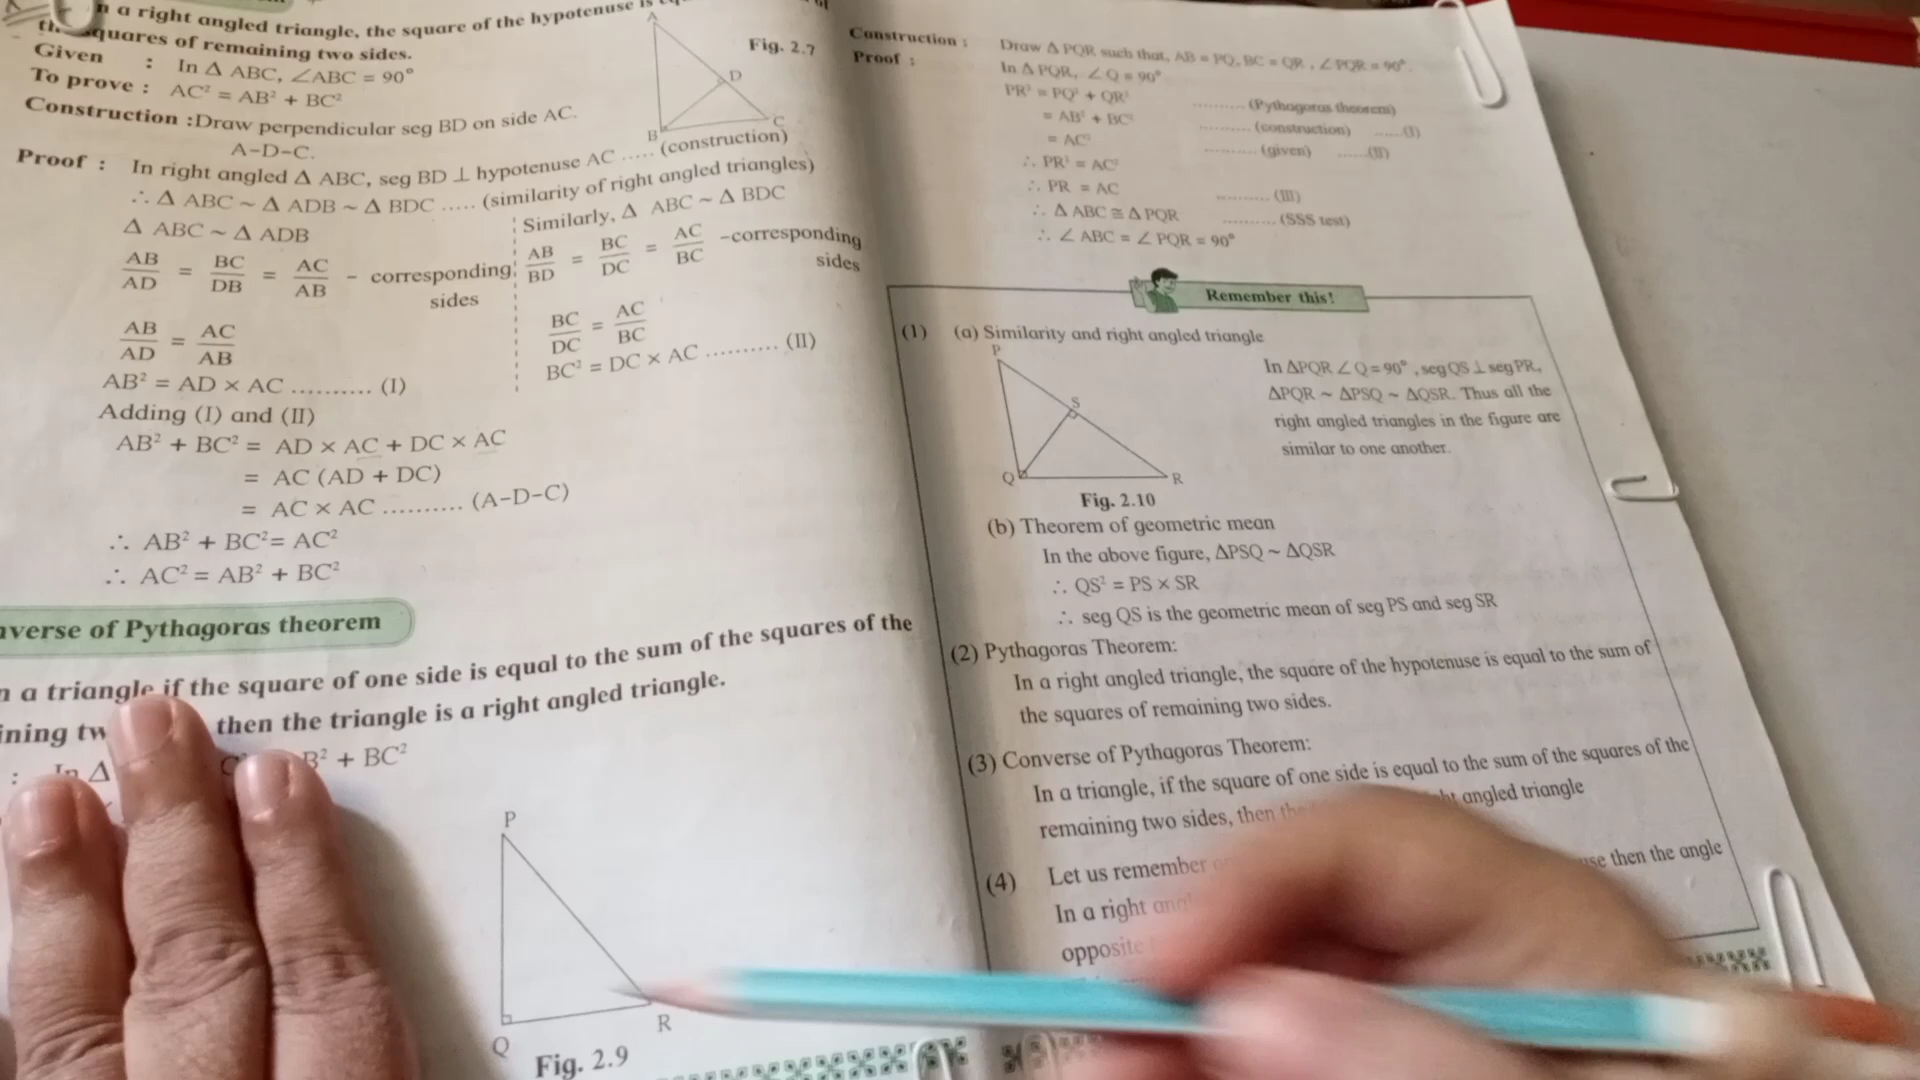 n a right angled triangle, the square of the hypotenuse is
squares of remaining two sides.
Given : In Δ ABC, ∠ABC = 90°
To prove : AC² = AB² + BC²
Construction :Draw perpendicular seg BD on side AC.
A-D-C.
A
D
B
C
Fig. 2.7
Proof : In right angled Δ ABC, seg BD ⊥ hypotenuse AC ..... (construction)
∴ Δ ABC ~ Δ ADB ~ Δ BDC ..... (similarity of right angled triangles)
Δ ABC ~ Δ ADB
AB/AD = BC/DB = AC/AB - corresponding
sides
AB/AD = AC/AB
AB² = AD × AC .......... (I)
Similarly, Δ ABC ~ Δ BDC
AB/BD = BC/DC = AC/BC -corresponding
sides
BC/DC = AC/BC
BC² = DC × AC .......... (II)
Adding (I) and (II)
AB² + BC² = AD × AC + DC × AC
= AC (AD + DC)
= AC × AC .......... (A-D-C)
∴ AB² + BC²= AC²
∴ AC² = AB² + BC²
nverse of Pythagoras theorem
n a triangle if the square of one side is equal to the sum of the squares of the
ining tw then the triangle is a right angled triangle.
: In Δ B² + BC²
P
Q
R
Fig. 2.9
Construction : Draw Δ PQR such that, AB = PQ, BC = QR, ∠ PQR = 90°.
Proof : In Δ PQR, ∠ Q = 90°
PR² = PQ² + QR² .......... (Pythagoras theorem)
= AB² + BC² .......... (construction) ......(I)
= AC² .......... (given) ......(II)
∴ PR² = AC²
∴ PR = AC .......... (III)
∴ Δ ABC ≅ Δ PQR .......... (SSS test)
∴ ∠ ABC = ∠ PQR = 90°
Remember this!
(1) (a) Similarity and right angled triangle
P
S
Q
R
Fig. 2.10
In ΔPQR ∠ Q = 90°, seg QS ⊥ seg PR,
ΔPQR ~ ΔPSQ ~ ΔQSR. Thus all the
right angled triangles in the figure are
similar to one another.
(b) Theorem of geometric mean
In the above figure, ΔPSQ ~ ΔQSR
∴ QS² = PS × SR
∴ seg QS is the geometric mean of seg PS and seg SR
(2) Pythagoras Theorem:
In a right angled triangle, the square of the hypotenuse is equal to the sum of
the squares of remaining two sides.
(3) Converse of Pythagoras Theorem:
In a triangle, if the square of one side is equal to the sum of the squares of the
remaining two sides, then the angled triangle
(4) Let us remember
In a right use then the angle
opposite